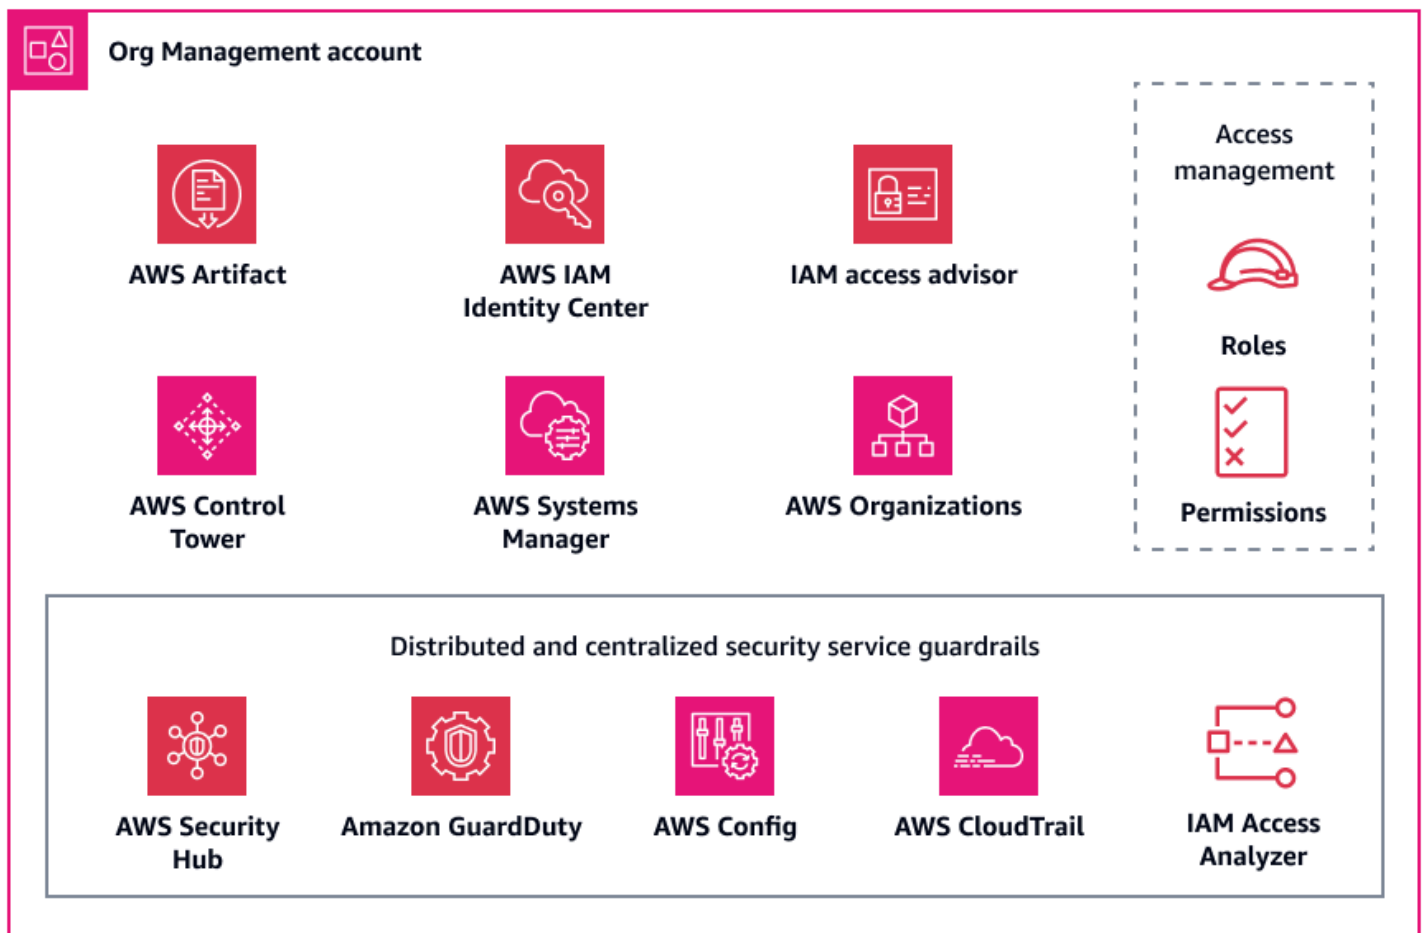 Org Management account
Access
management
AWS Artifact
AWS IAM
Identity Center
IAM access advisor
Roles
AWS Control
Tower
AWS Systems
Manager
AWS Organizations
Permissions
Distributed and centralized security service guardrails
AWS Security
Hub
Amazon GuardDuty
AWS Config
AWS CloudTrail
IAM Access
Analyzer